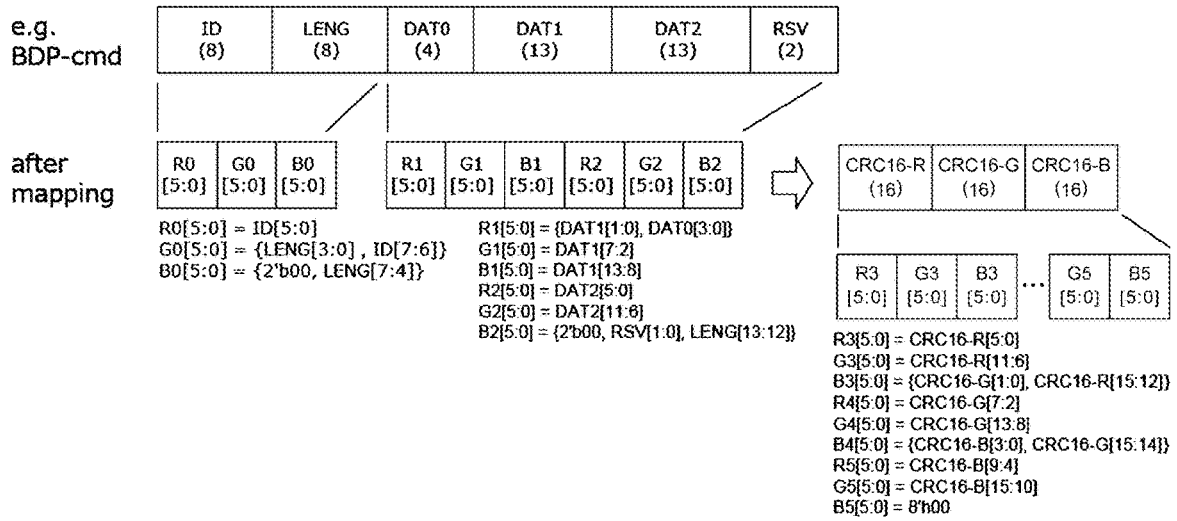 e.g.
BDP-cmd
ID
(8)
LENG
(8)
DAT0
(4)
DAT1
(13)
DAT2
(13)
RSV
(2)
after
mapping
R0
[5:0]
G0
[5:0]
B0
[5:0]
R1
[5:0]
G1
[5:0]
B1
[5:0]
R2
[5:0]
G2
[5:0]
B2
[5:0]
R0[5:0] = ID[5:0]
G0[5:0] = {LENG[3:0] , ID[7:6]}
B0[5:0] = {2'b00, LENG[7:4]}
R1[5:0] = {DAT1[1:0], DAT0[3:0]}
G1[5:0] = DAT1[7:2]
B1[5:0] = DAT1[13:8]
R2[5:0] = DAT2[5:0]
G2[5:0] = DAT2[11:6]
B2[5:0] = {2'b00, RSV[1:0], LENG[13:12]}
CRC16-R
(16)
CRC16-G
(16)
CRC16-B
(16)
R3
[5:0]
G3
[5:0]
B3
[5:0]
...
G5
[5:0]
B5
[5:0]
R3[5:0] = CRC16-R[5:0]
G3[5:0] = CRC16-R[11:6]
B3[5:0] = {CRC16-G[1:0], CRC16-R[15:12]}
R4[5:0] = CRC16-G[7:2]
G4[5:0] = CRC16-G[13:8]
B4[5:0] = {CRC16-B[3:0], CRC16-G[15:14]}
R5[5:0] = CRC16-B[9:4]
G5[5:0] = CRC16-B[15:10]
B5[5:0] = 8'h00